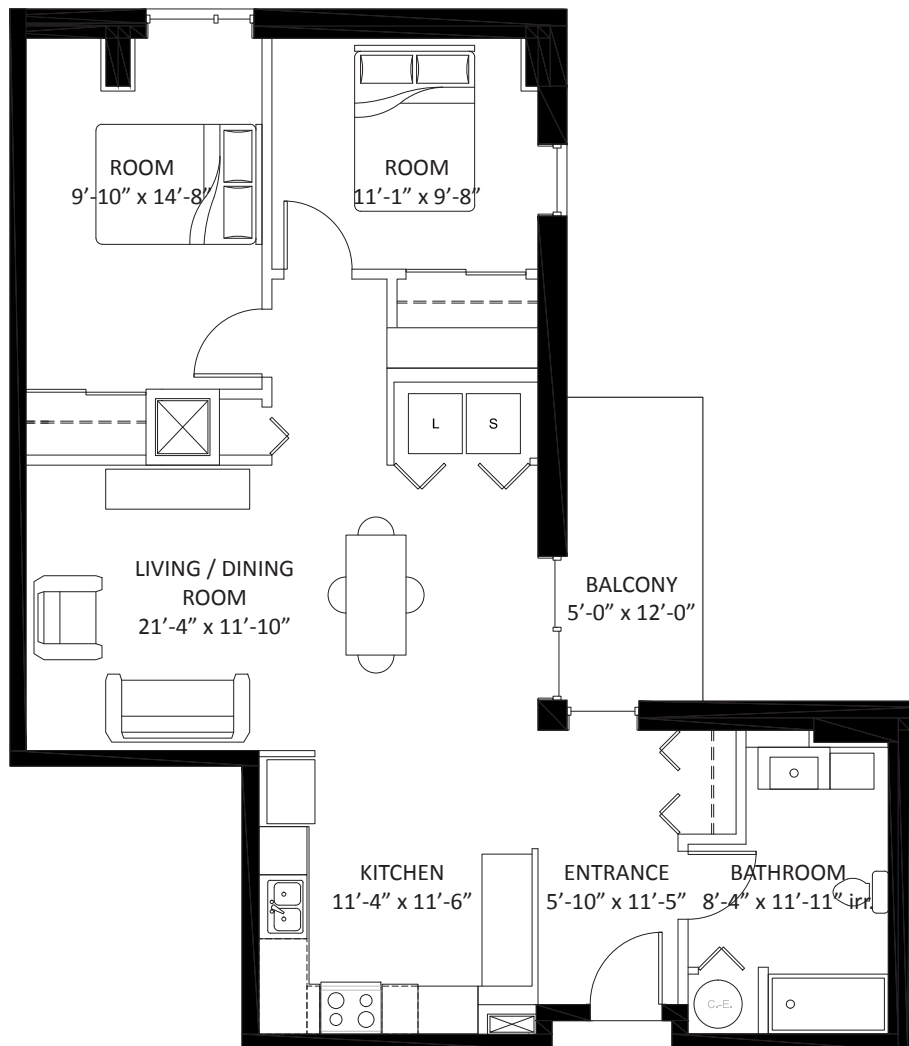 ROOM
9’-10” x 14’-8”
ROOM
11’-1” x 9’-8”
L
S
LIVING / DINING
ROOM
21’-4” x 11’-10”
BALCONY
5’-0” x 12’-0”
KITCHEN
11’-4” x 11’-6”
ENTRANCE
5’-10” x 11’-5”
BATHROOM
8’-4” x 11’-11” irr.
C.-E.